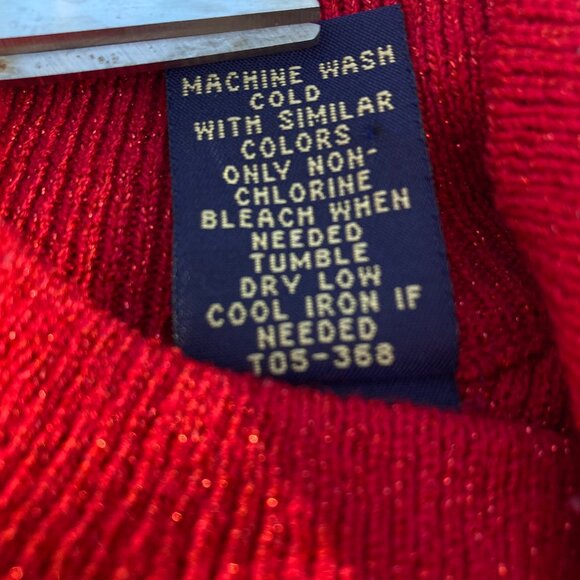 MACHINE WASH
COLD
WITH SIMILAR
COLORS
ONLY NON-
CHLORINE
BLEACH WHEN
NEEDED
TUMBLE
DRY LOW
COOL IRON IF
NEEDED
T05-368